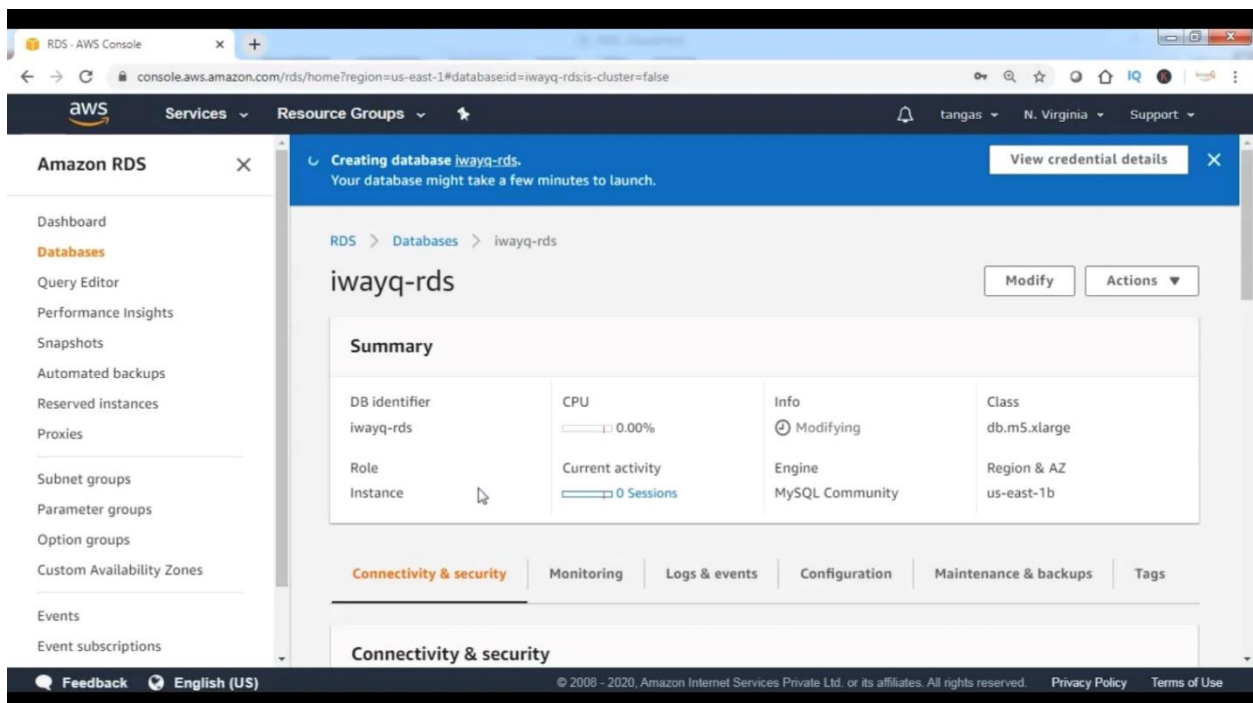 RDS - AWS Console
console.aws.amazon.com/rds/home?region=us-east-1#database:id=iwayq-rds;is-cluster=false
IQ
K
aws
Services
Resource Groups
tangas
N. Virginia
Support
Amazon RDS
Creating database iwayq-rds.
Your database might take a few minutes to launch.
View credential details
Dashboard
Databases
Query Editor
Performance Insights
Snapshots
Automated backups
Reserved instances
Proxies
Subnet groups
Parameter groups
Option groups
Custom Availability Zones
Events
Event subscriptions
RDS > Databases > iwayq-rds
iwayq-rds
Modify
Actions
Summary
DB identifier
iwayq-rds
CPU
0.00%
Info
Modifying
Class
db.m5.xlarge
Role
Instance
Current activity
0 Sessions
Engine
MySQL Community
Region & AZ
us-east-1b
Connectivity & security
Monitoring
Logs & events
Configuration
Maintenance & backups
Tags
Connectivity & security
Feedback
English (US)
© 2008 - 2020, Amazon Internet Services Private Ltd. or its affiliates. All rights reserved.
Privacy Policy
Terms of Use